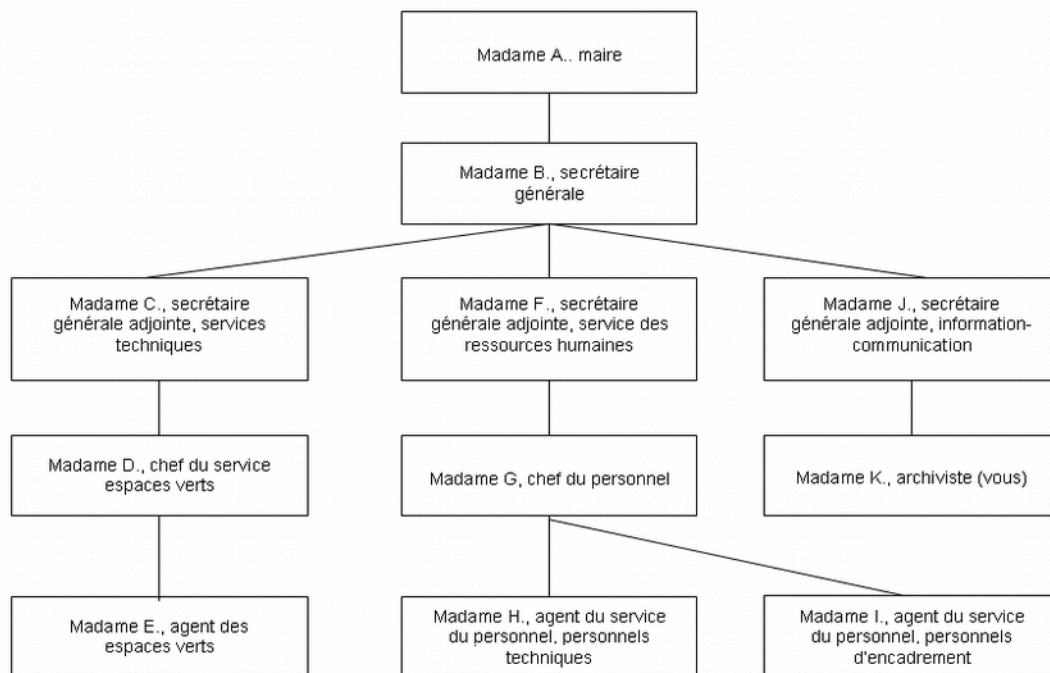 Madame A.. maire
Madame B., secrétaire
générale
Madame C., secrétaire
générale adjointe, services
techniques
Madame F., secrétaire
générale adjointe, service des
ressources humaines
Madame J., secrétaire
générale adjointe, information-
communication
Madame D., chef du service
espaces verts
Madame G, chef du personnel
Madame K., archiviste (vous)
Madame E., agent des
espaces verts
Madame H., agent du service
du personnel, personnels
techniques
Madame I., agent du service
du personnel, personnels
d'encadrement